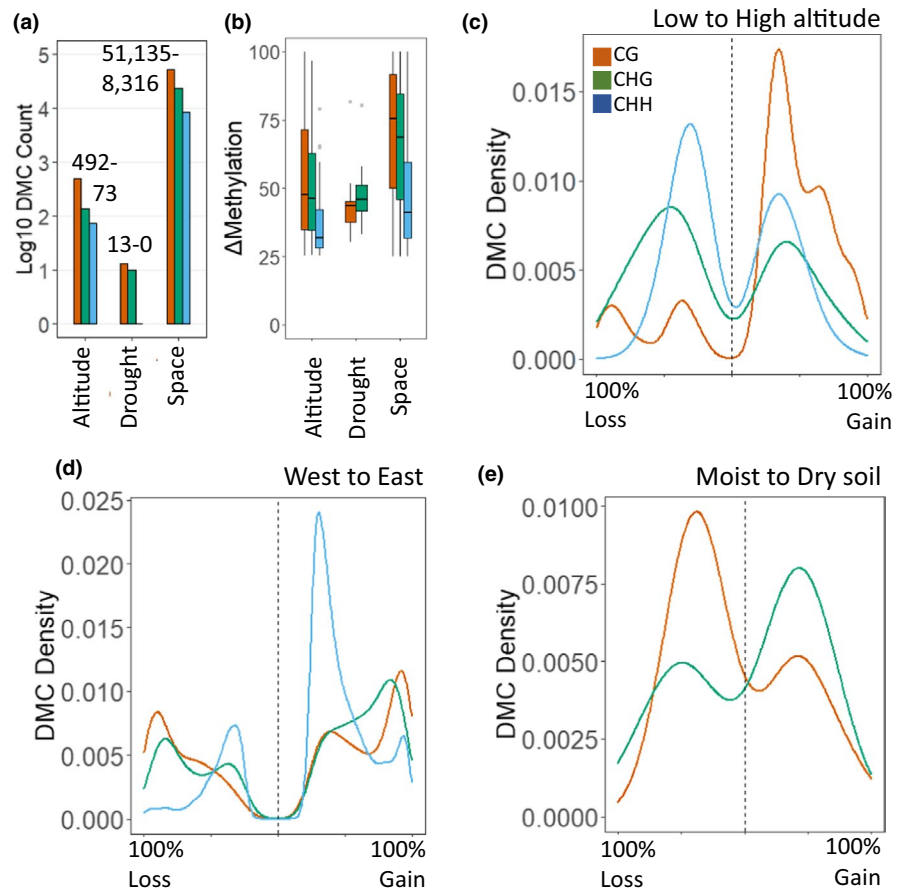 (a)
51,135-
8,316
492-
73
13-0
Log10 DMC Count
5
4
3
2
1
0
Altitude
Drought
Space
(b)
ΔMethylation
100
75
50
25
0
Altitude
Drought
Space
(c)
Low to High altitude
CG
CHG
CHH
DMC Density
0.015
0.010
0.005
0.000
100%
Loss
100%
Gain
(d)
West to East
DMC Density
0.025
0.020
0.015
0.010
0.005
0.000
100%
Loss
100%
Gain
(e)
Moist to Dry soil
DMC Density
0.0100
0.0075
0.0050
0.0025
0.0000
100%
Loss
100%
Gain